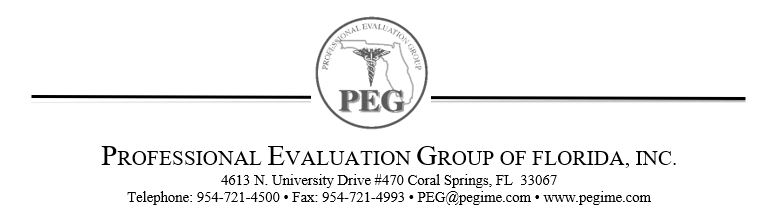 PROFESSIONAL EVALUATION GROUP
PEG
PROFESSIONAL EVALUATION GROUP OF FLORIDA, INC.
4613 N. University Drive #470 Coral Springs, FL  33067
Telephone: 954-721-4500 • Fax: 954-721-4993 • PEG@pegime.com • www.pegime.com